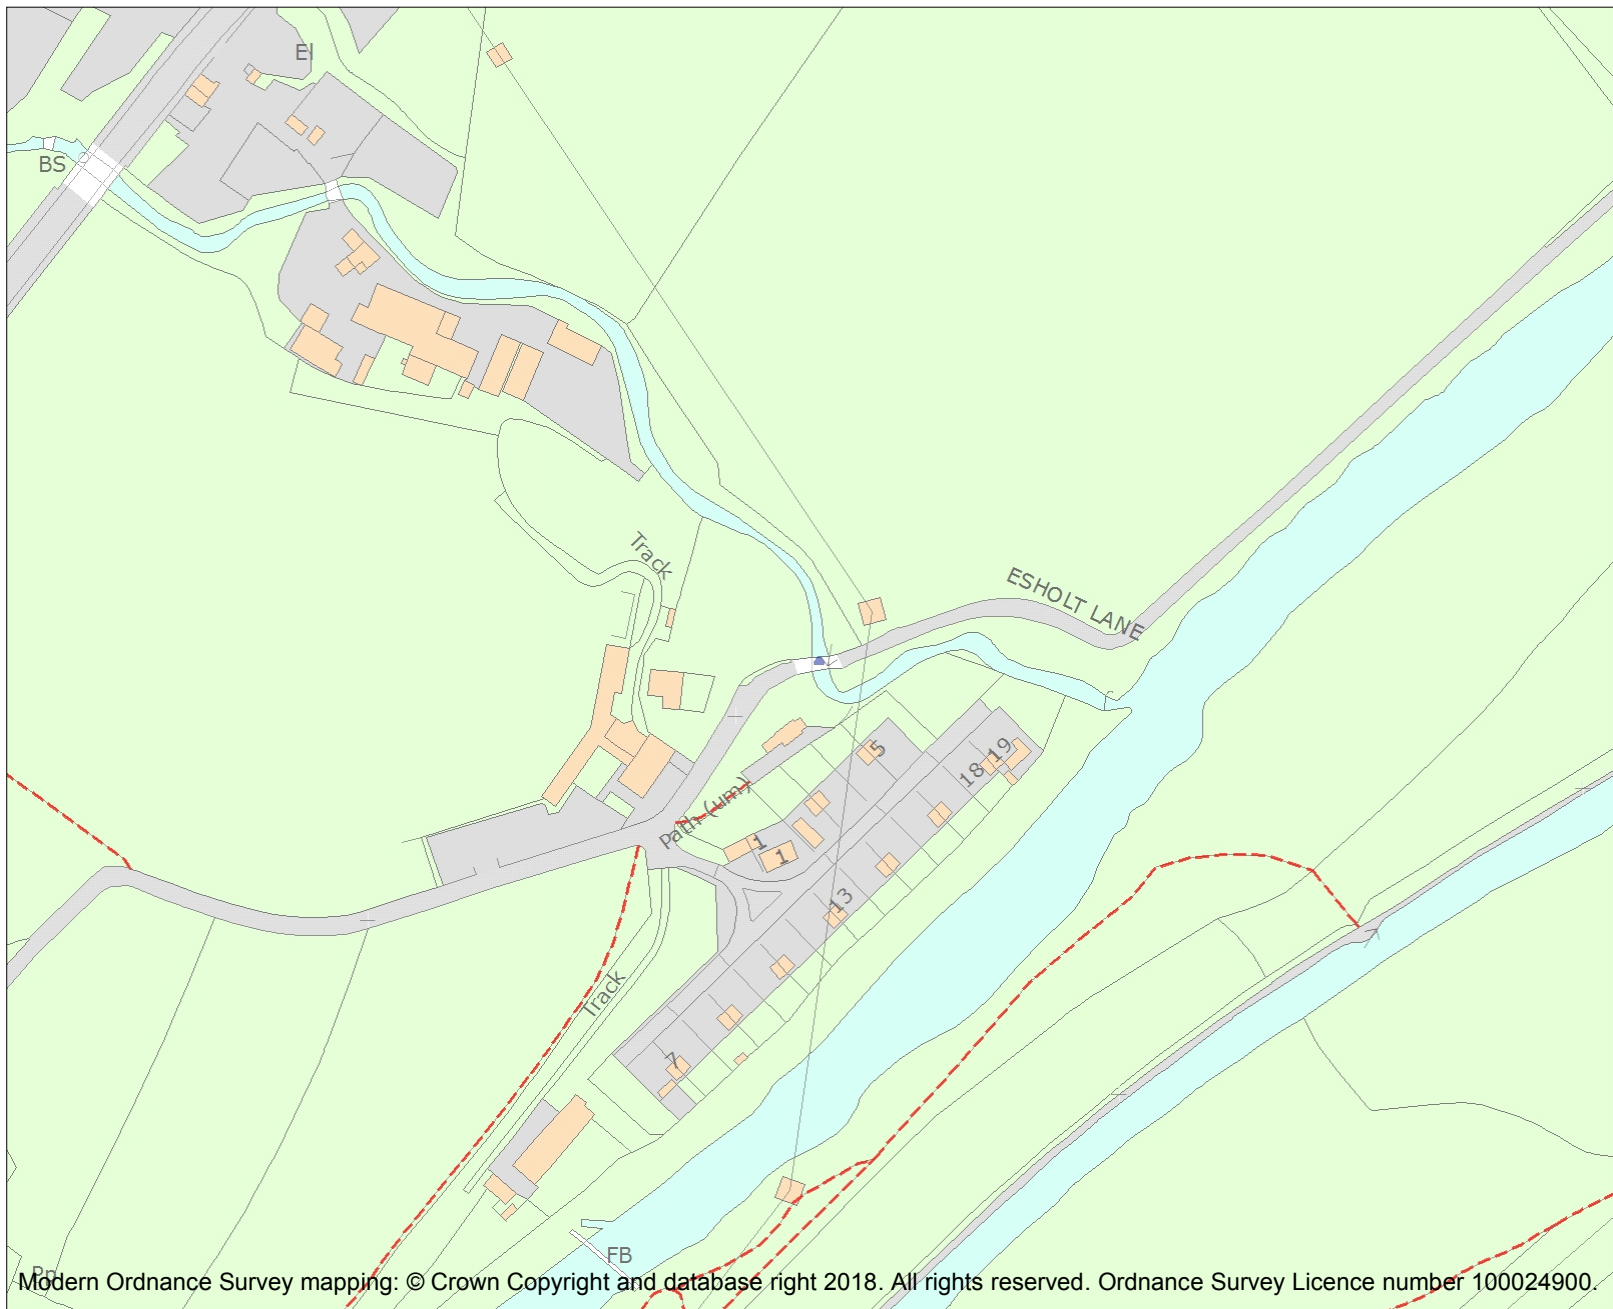 El
BS
Track
ESHOLT LANE
5
19
18
Path (um)
1
1
13
Track
7
FB
Pp
Modern Ordnance Survey mapping: © Crown Copyright and database right 2018. All rights reserved. Ordnance Survey Licence number 100024900.